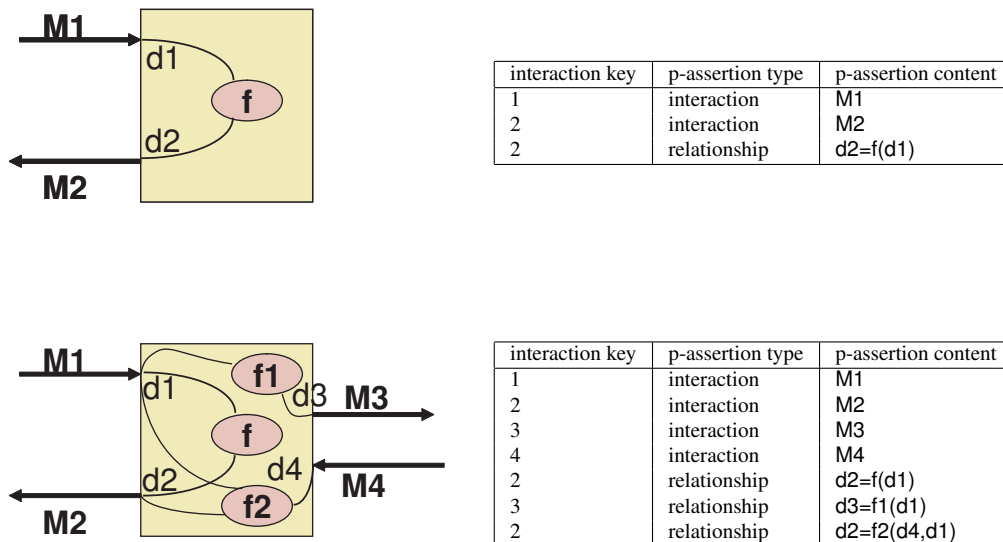 M1
d1
f
d2
M2
interaction key p-assertion type p-assertion content
1 interaction M1
2 interaction M2
2 relationship d2=f(d1)
M1
d1
f1
d3
M3
f
d2
d4
M4
f2
M2
interaction key p-assertion type p-assertion content
1 interaction M1
2 interaction M2
3 interaction M3
4 interaction M4
2 relationship d2=f(d1)
3 relationship d3=f1(d1)
2 relationship d2=f2(d4,d1)